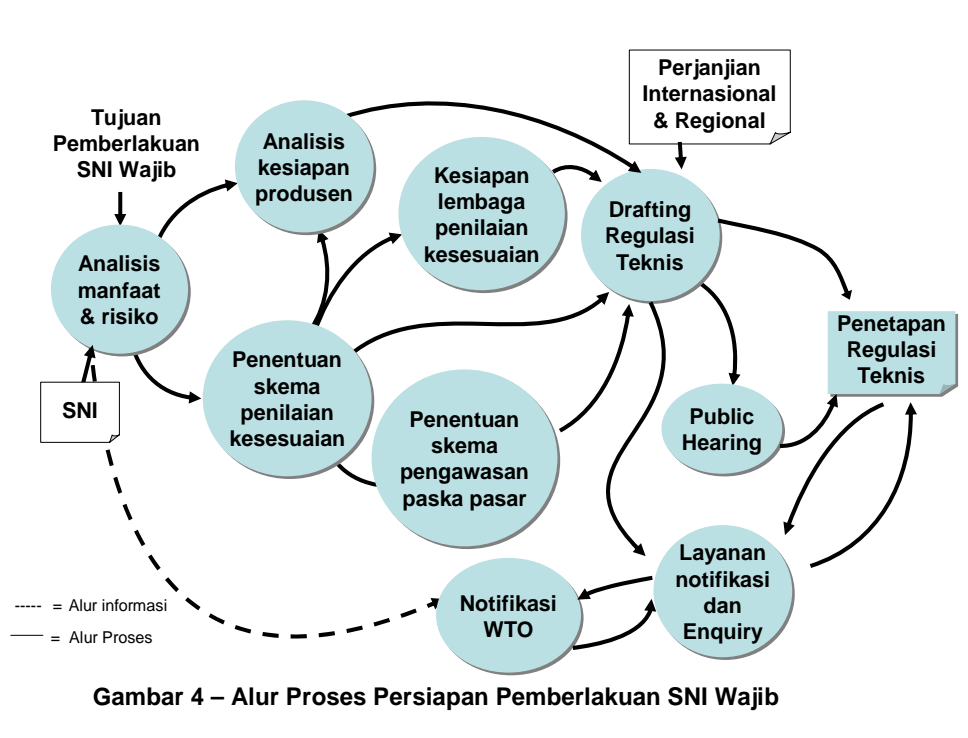 Perjanjian
Internasional
& Regional
Tujuan
Pemberlakuan
SNI Wajib
Analisis
kesiapan
produsen
Kesiapan
lembaga
penilaian
kesesuaian
Drafting
Regulasi
Teknis
Analisis
manfaat
& risiko
Penetapan
Regulasi
Teknis
Penentuan
skema
penilaian
kesesuaian
SNI
Penentuan
skema
pengawasan
paska pasar
Public
Hearing
Layanan
notifikasi
dan
Enquiry
Notifikasi
WTO
----- = Alur informasi
= Alur Proses
Gambar 4 – Alur Proses Persiapan Pemberlakuan SNI Wajib